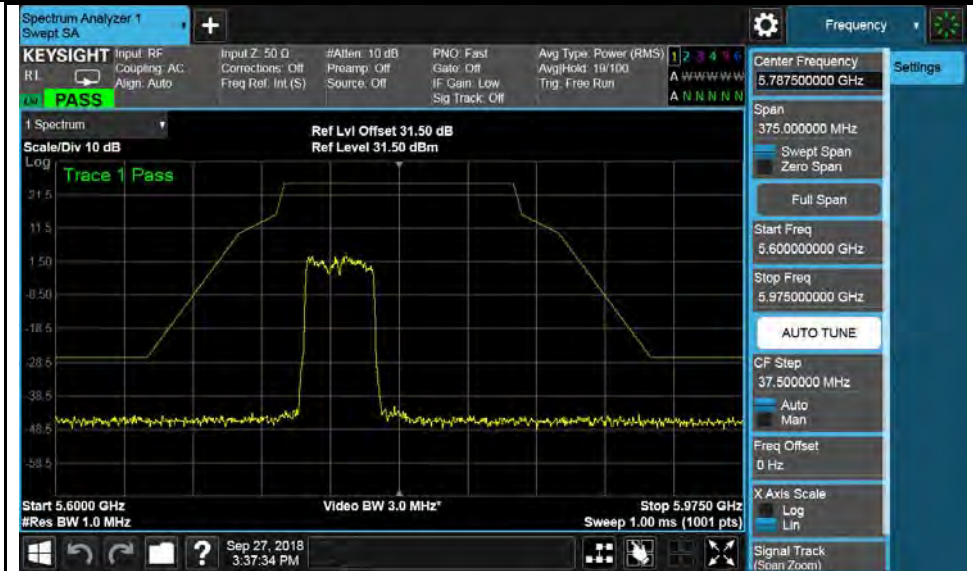 Spectrum Analyzer 1
Swept SA
Frequency
KEYSIGHT
RL
PASS
Input: RF
Coupling: AC
Align: Auto
Input Z: 50 Ω
Corrections: Off
Freq Ref: Int (S)
#Atten: 10 dB
Preamp: Off
Source: Off
PNO: Fast
Gate: Off
IF Gain: Low
Sig Track: Off
Avg Type: Power (RMS)
Avg|Hold: 19/100
Trig: Free Run
1 2 3 4 5 6
A W W W W W
A N N N N N
1 Spectrum
Scale/Div 10 dB
Ref Lvl Offset 31.50 dB
Ref Level 31.50 dBm
Log
Trace 1 Pass
21.5
11.5
1.50
-8.50
-18.5
-28.5
-38.5
-48.5
-58.5
Start 5.6000 GHz
#Res BW 1.0 MHz
Video BW 3.0 MHz*
Stop 5.9750 GHz
Sweep 1.00 ms (1001 pts)
Center Frequency
5.787500000 GHz
Settings
Span
375.000000 MHz
Swept Span
Zero Span
Full Span
Start Freq
5.600000000 GHz
Stop Freq
5.975000000 GHz
AUTO TUNE
CF Step
37.500000 MHz
Auto
Man
Freq Offset
0 Hz
X Axis Scale
Log
Lin
Signal Track
(Span Zoom)
?
Sep 27, 2018
3:37:34 PM